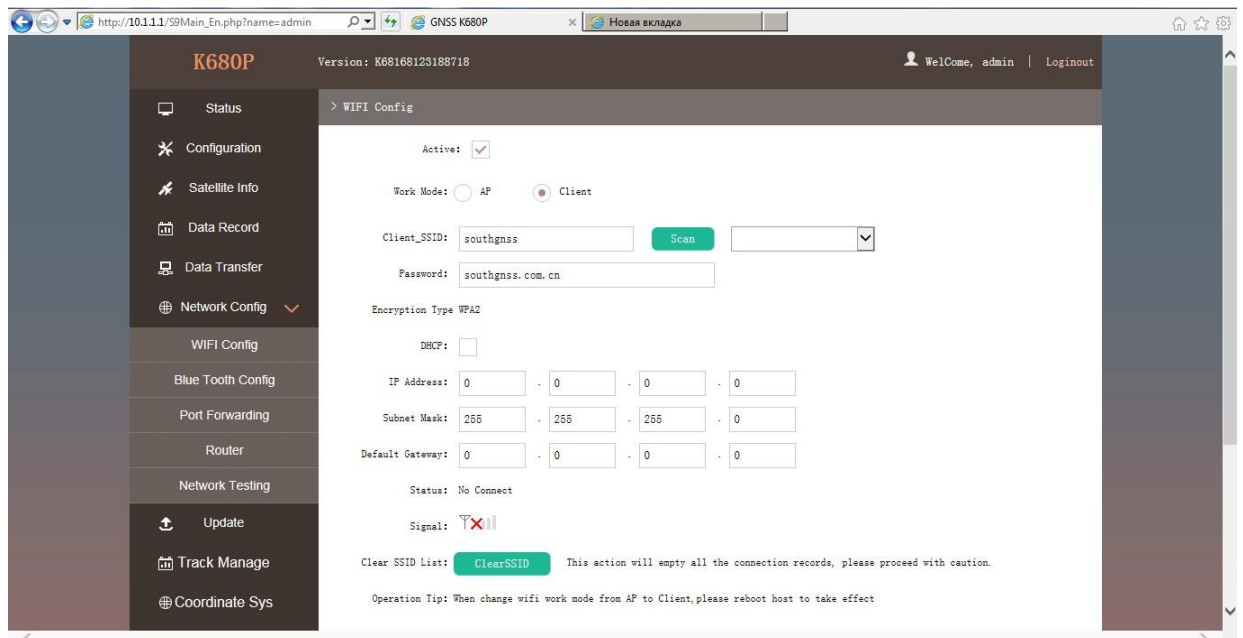 http://10.1.1.1/S9Main_En.php?name=admin GNSS K680P Новая вкладка
K680P Version: K68168123188718 WelCome, admin | Loginout
Status
Configuration
Satellite Info
Data Record
Data Transfer
Network Config
WIFI Config
Blue Tooth Config
Port Forwarding
Router
Network Testing
Update
Track Manage
Coordinate Sys
> WIFI Config
Active:
Work Mode: AP Client
Client_SSID: southgnss Scan
Password: southgnss.com.cn
Encryption Type WPA2
DHCP:
IP Address: 0 . 0 . 0 . 0
Subnet Mask: 255 . 255 . 255 . 0
Default Gateway: 0 . 0 . 0 . 0
Status: No Connect
Signal:
Clear SSID List: ClearSSID This action will empty all the connection records, please proceed with caution.
Operation Tip: When change wifi work mode from AP to Client,please reboot host to take effect